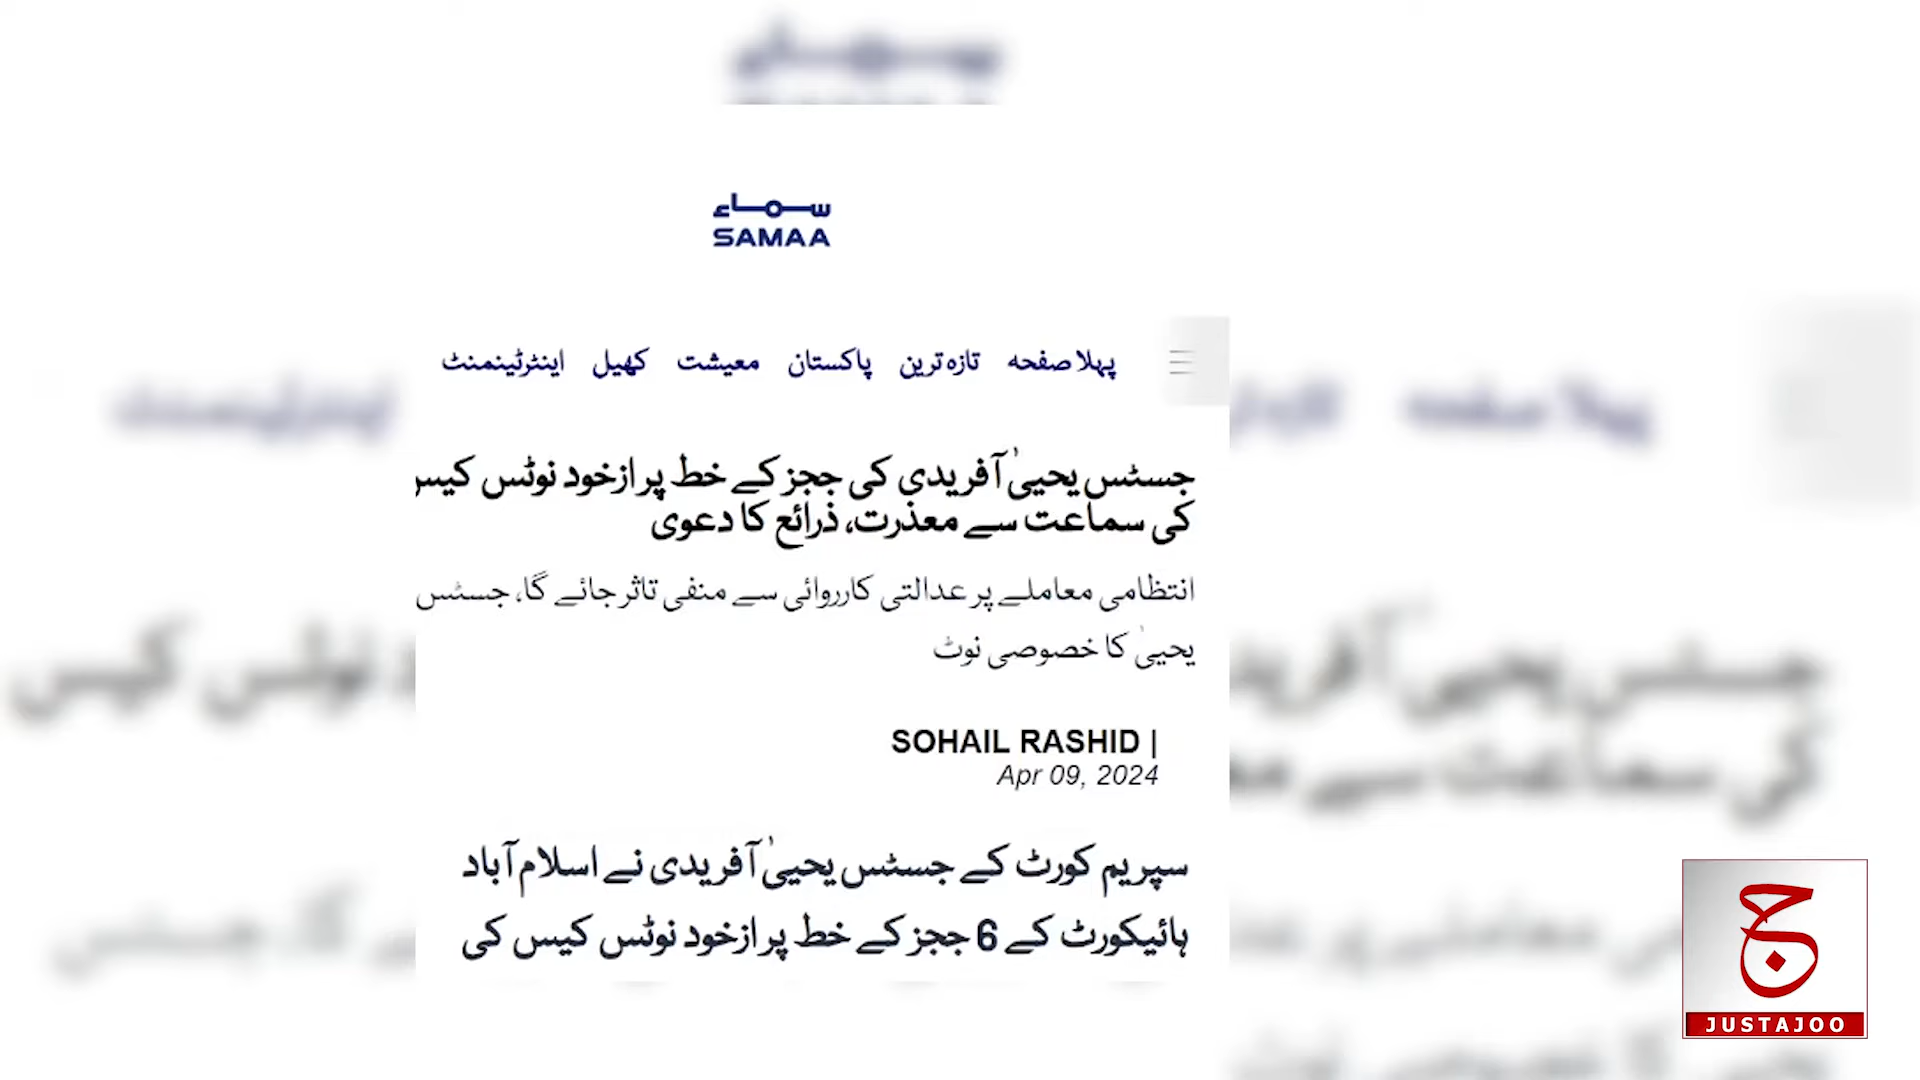 سماء
SAMAA
پہلا صفحہ تازہ ترین پاکستان معیشت کھیل اینٹرٹینمنٹ
جسٹس یحییٰ آفریدی کی ججز کے خط پر ازخود نوٹس کیس
کی سماعت سے معذرت، ذرائع کا دعویٰ
انتظامی معاملے پر عدالتی کارروائی سے منفی تاثر جائے گا، جسٹس
یحییٰ کا خصوصی نوٹ
SOHAIL RASHID |
Apr 09, 2024
سپریم کورٹ کے جسٹس یحییٰ آفریدی نے اسلام آباد
ہائیکورٹ کے 6 ججز کے خط پر ازخود نوٹس کیس کی
ج
JUSTAJOO